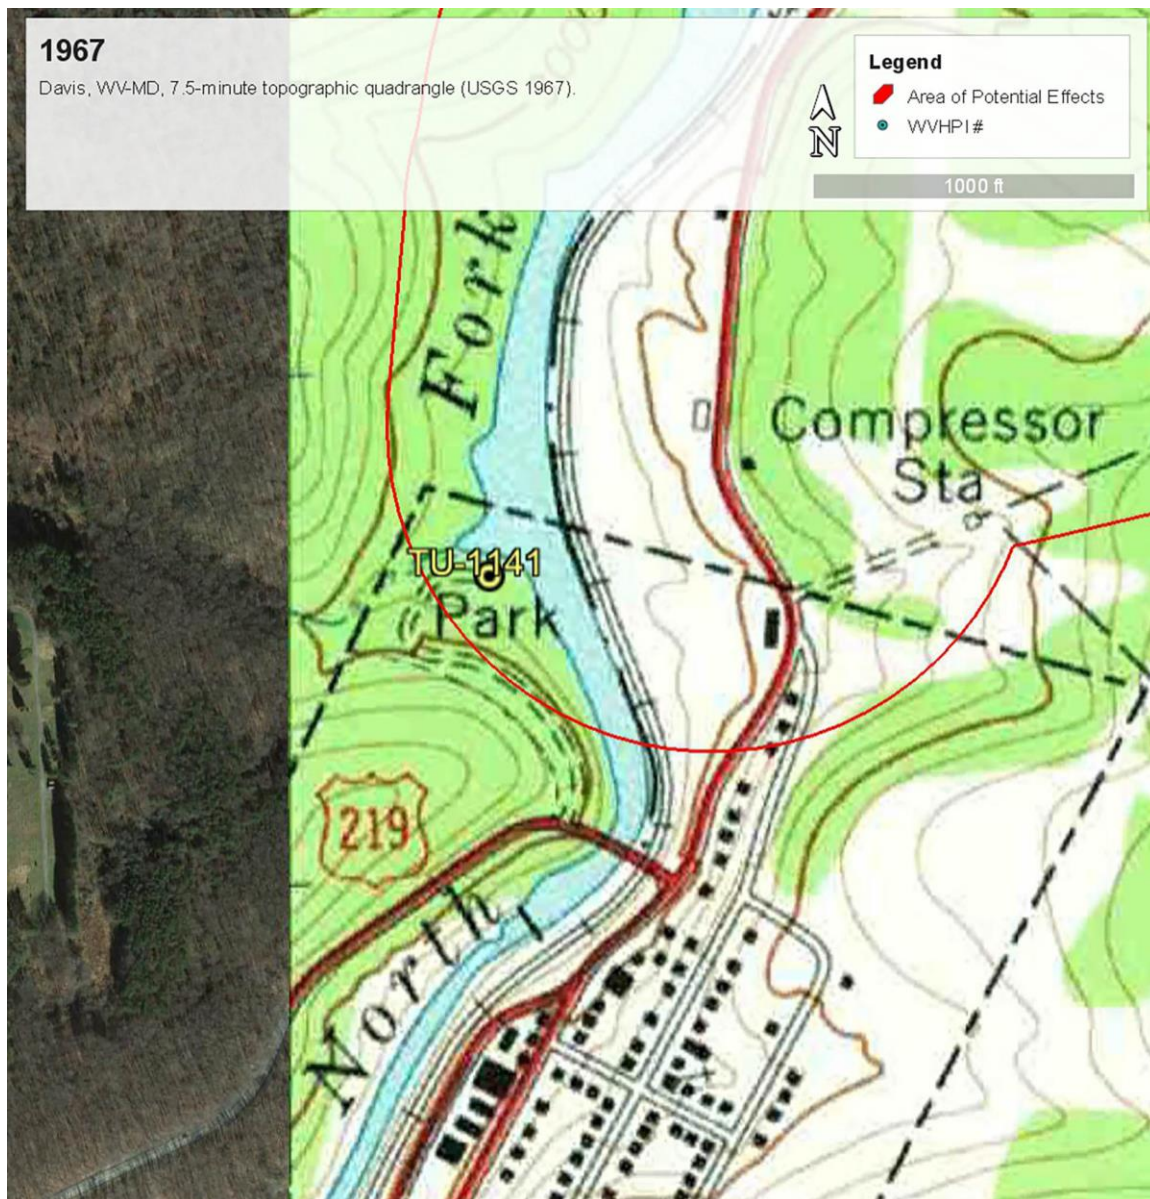 1967
Davis, WV-MD, 7.5-minute topographic quadrangle (USGS 1967).
Legend
Area of Potential Effects
WVHPI #
N
1000 ft
Fork
Compressor
Sta
TU-1141
Park
219
North